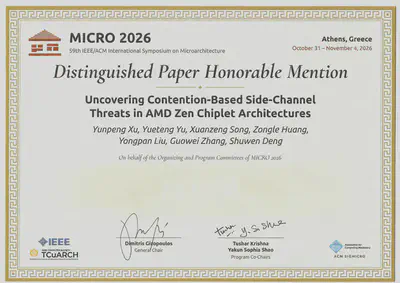 MICRO 2026
59th IEEE/ACM International Symposium on Microarchitecture
Athens, Greece
October 31 – November 4, 2026
Distinguished Paper Honorable Mention
Uncovering Contention-Based Side-Channel
Threats in AMD Zen Chiplet Architectures
Yunpeng Xu, Yueteng Yu, Xuanzeng Song, Zongle Huang,
Yongpan Liu, Guowei Zhang, Shuwen Deng
On behalf of the Organizing and Program Committees of MICRO 2026
Dimitris Gizopoulos
General Chair
Tushar Krishna
Yakun Sophia Shao
Program Co-Chairs
IEEE
TCuARCH
ACM SIGMICRO